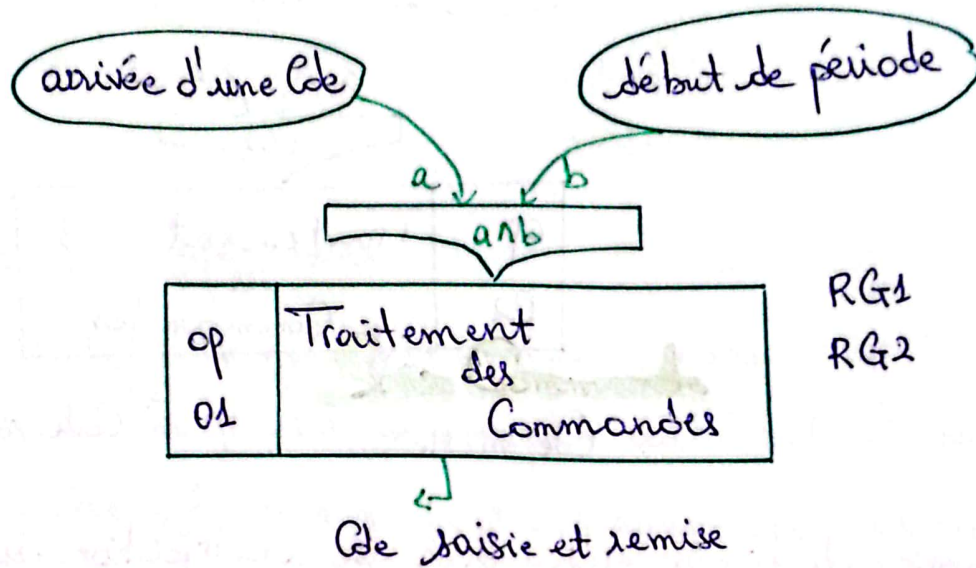 arrivée d'une Cde
début de période
a
b
a∧b
op
01
Traitement
des
Commandes
RG1
RG2
Cde saisie et remise